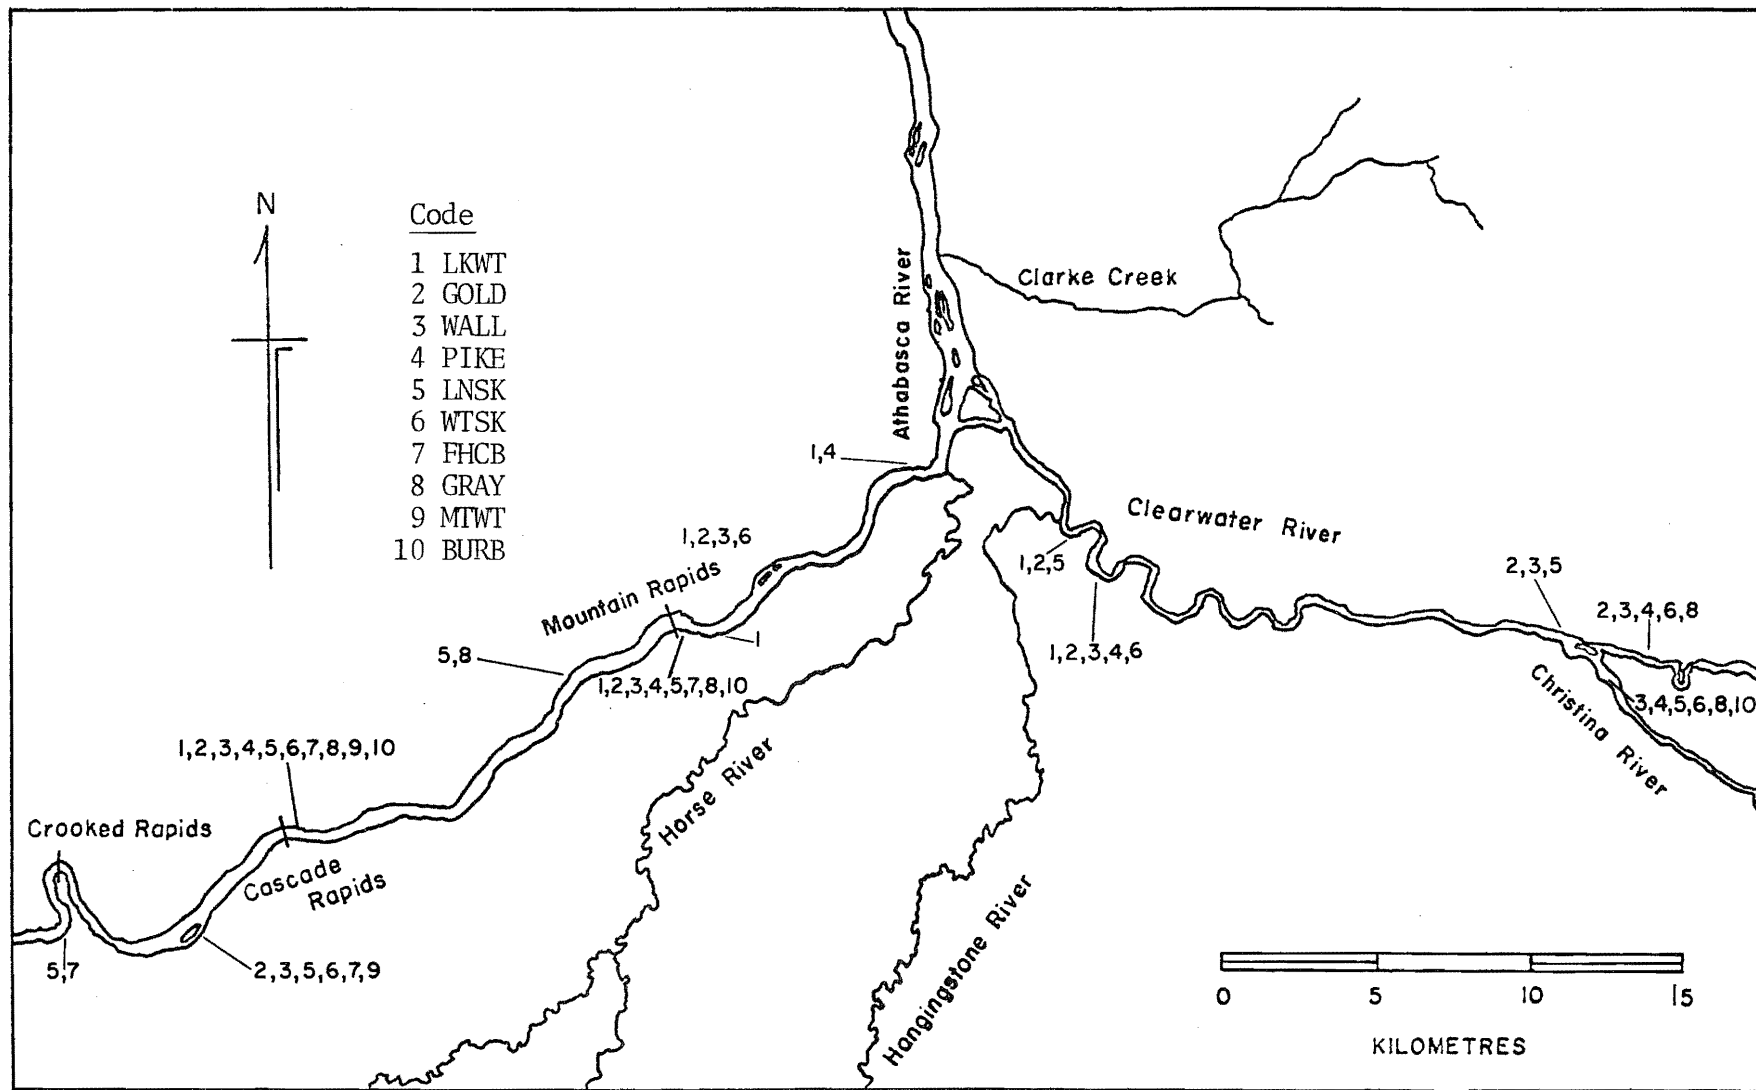 N
Code
1 LKWT
2 GOLD
3 WALL
4 PIKE
5 LNSK
6 WTSK
7 FHCB
8 GRAY
9 MTWT
10 BURB
Athabasca River
Clarke Creek
1,4
Clearwater River
1,2,3,6
1,2,5
Mountain Rapids
2,3,5
2,3,4,6,8
1
5,8
1,2,3,4,6
1,2,3,4,5,7,8,10
3,4,5,6,8,10
Christina River
1,2,3,4,5,6,7,8,9,10
Horse River
Crooked Rapids
Cascade
Rapids
5,7
2,3,5,6,7,9
Hangingstone River
0 5 10 15
KILOMETRES